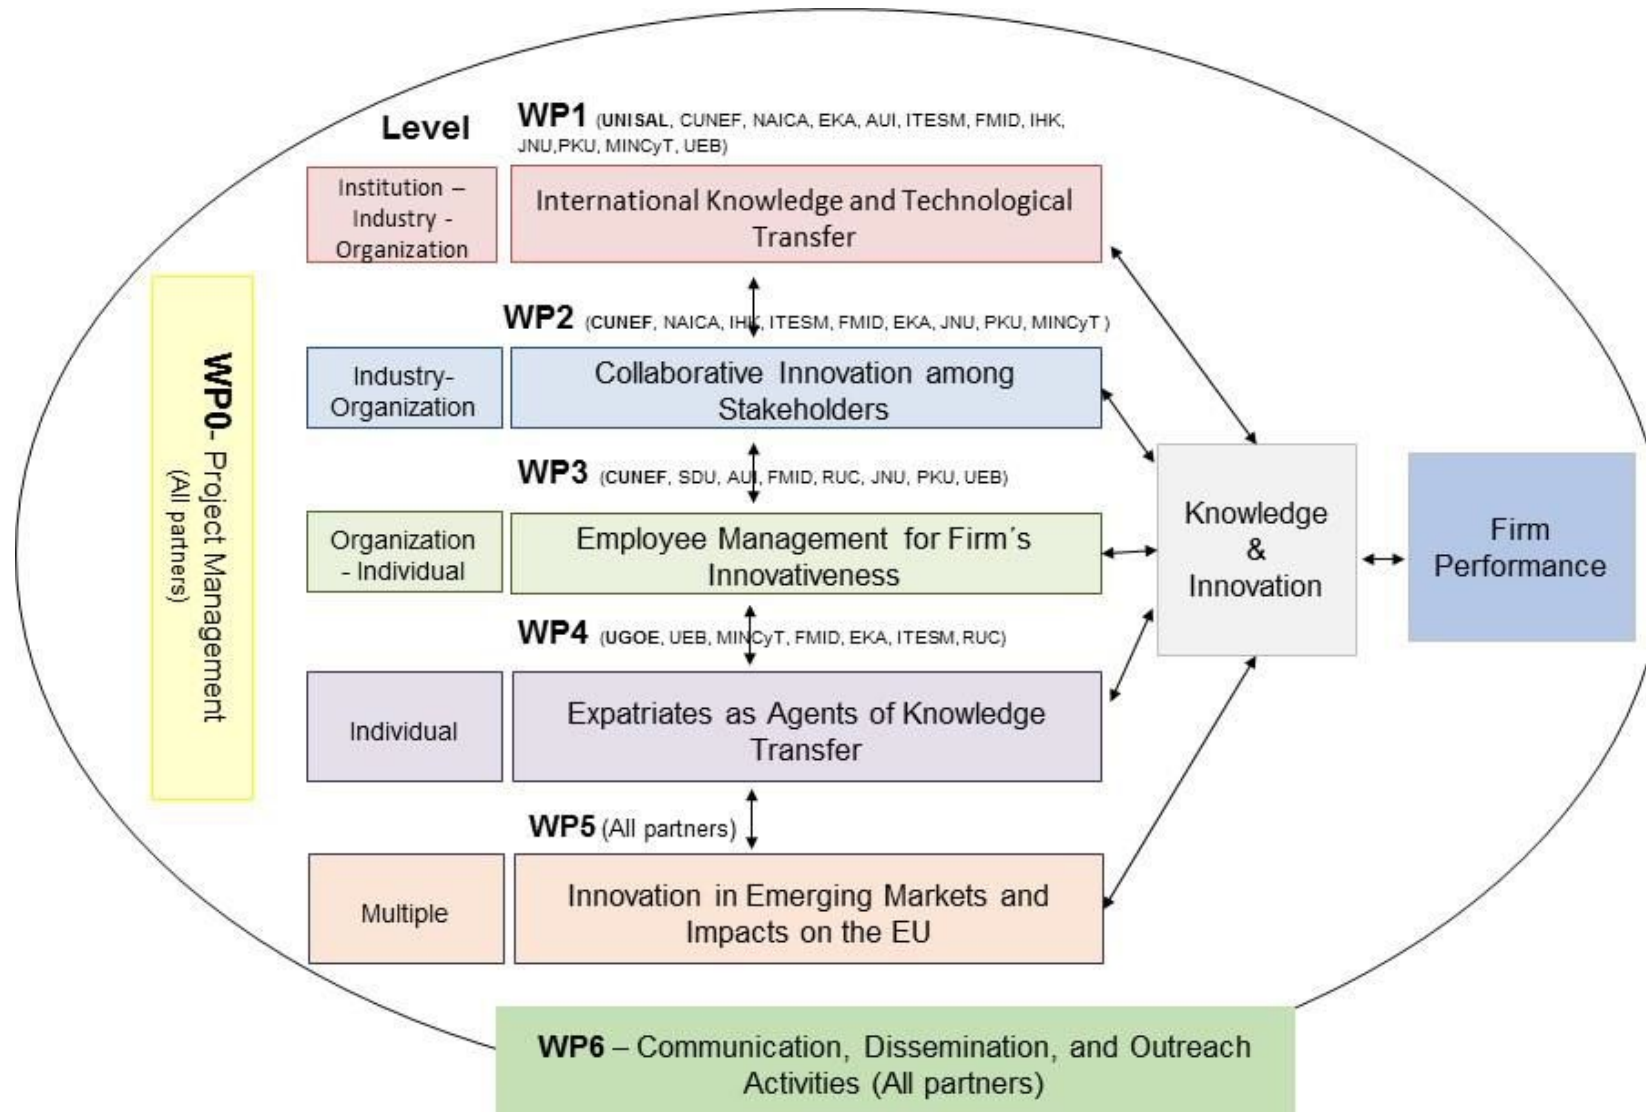 Level
WP1 (UNISAL, CUNEF, NAICA, EKA, AUI, ITESM, FMID, IHK,
JNU,PKU, MINCyT, UEB)
Institution –
Industry -
Organization
International Knowledge and Technological
Transfer
WP2 (CUNEF, NAICA, IHK, ITESM, FMID, EKA, JNU, PKU, MINCyT )
Industry-
Organization
Collaborative Innovation among
Stakeholders
WP3 (CUNEF, SDU, AUI, FMID, RUC, JNU, PKU, UEB)
Organization
- Individual
Employee Management for Firm´s
Innovativeness
WP4 (UGOE, UEB, MINCyT, FMID, EKA, ITESM, RUC)
Individual
Expatriates as Agents of Knowledge
Transfer
WP5 (All partners)
Multiple
Innovation in Emerging Markets and
Impacts on the EU
WP0- Project Management
(All partners)
Knowledge
&
Innovation
Firm
Performance
WP6 – Communication, Dissemination, and Outreach
Activities (All partners)